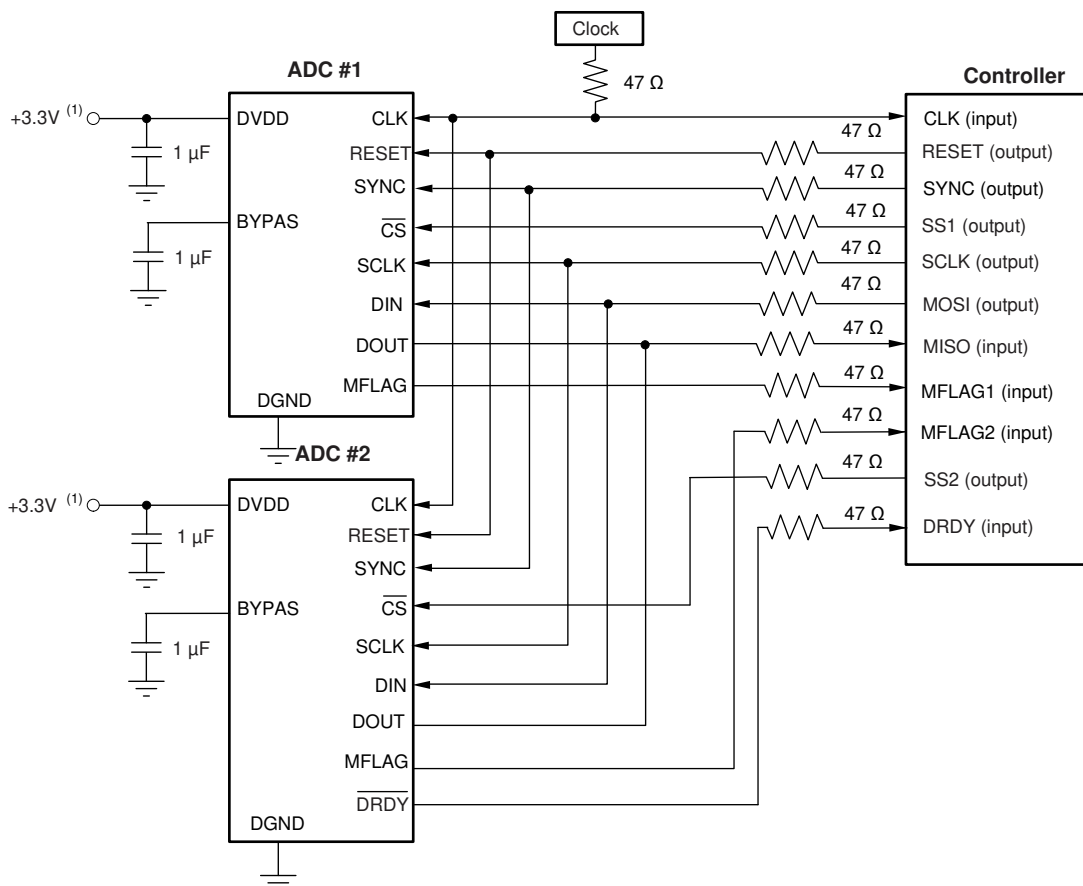 Clock
47 Ω
ADC #1
Controller
+3.3V (1)
1 µF
1 µF
DVDD
BYPAS
DGND
CLK
RESET
SYNC
CS
SCLK
DIN
DOUT
MFLAG
47 Ω
47 Ω
47 Ω
47 Ω
47 Ω
47 Ω
47 Ω
47 Ω
47 Ω
47 Ω
CLK (input)
RESET (output)
SYNC (output)
SS1 (output)
SCLK (output)
MOSI (output)
MISO (input)
MFLAG1 (input)
MFLAG2 (input)
SS2 (output)
DRDY (input)
ADC #2
+3.3V (1)
1 µF
1 µF
DVDD
BYPAS
DGND
CLK
RESET
SYNC
CS
SCLK
DIN
DOUT
MFLAG
DRDY